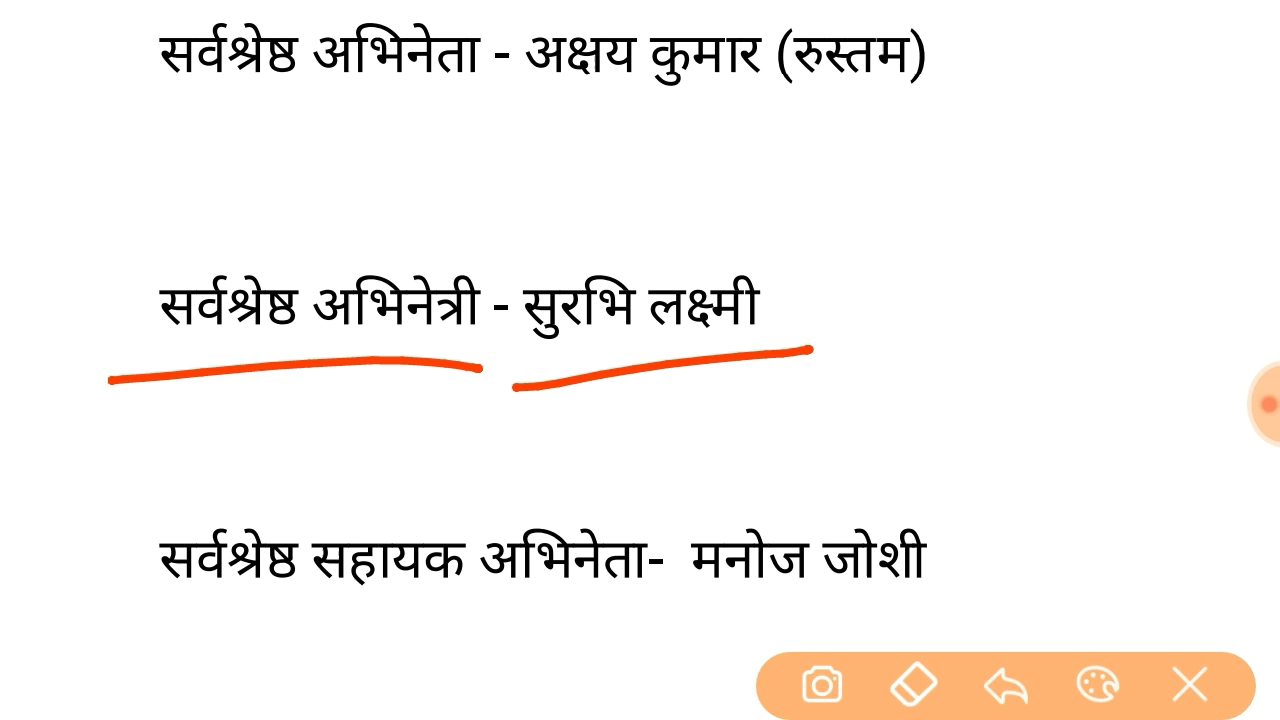 सर्वश्रेष्ठ अभिनेता - अक्षय कुमार (रुस्तम)
सर्वश्रेष्ठ अभिनेत्री - सुरभि लक्ष्मी
सर्वश्रेष्ठ सहायक अभिनेता-  मनोज जोशी